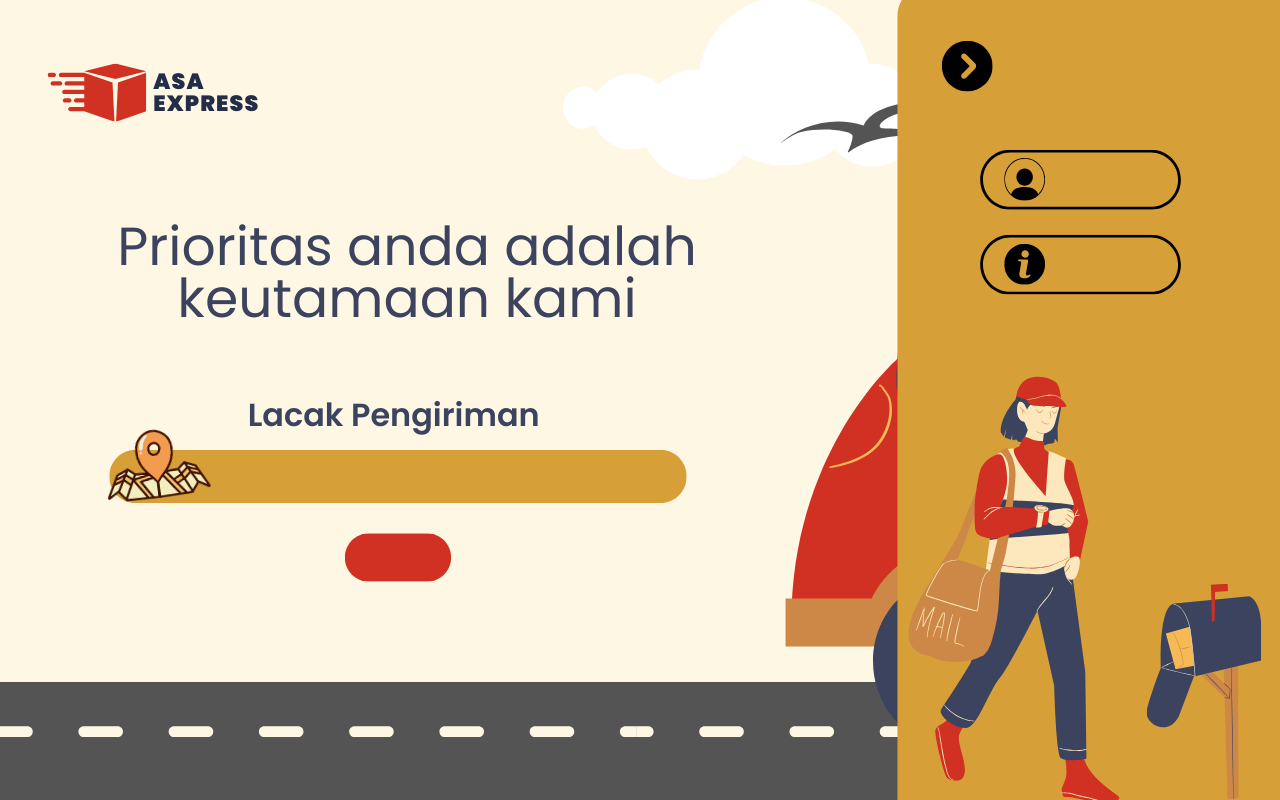 ASA
EXPRESS
Prioritas anda adalah
keutamaan kami
Lacak Pengiriman
MAIL